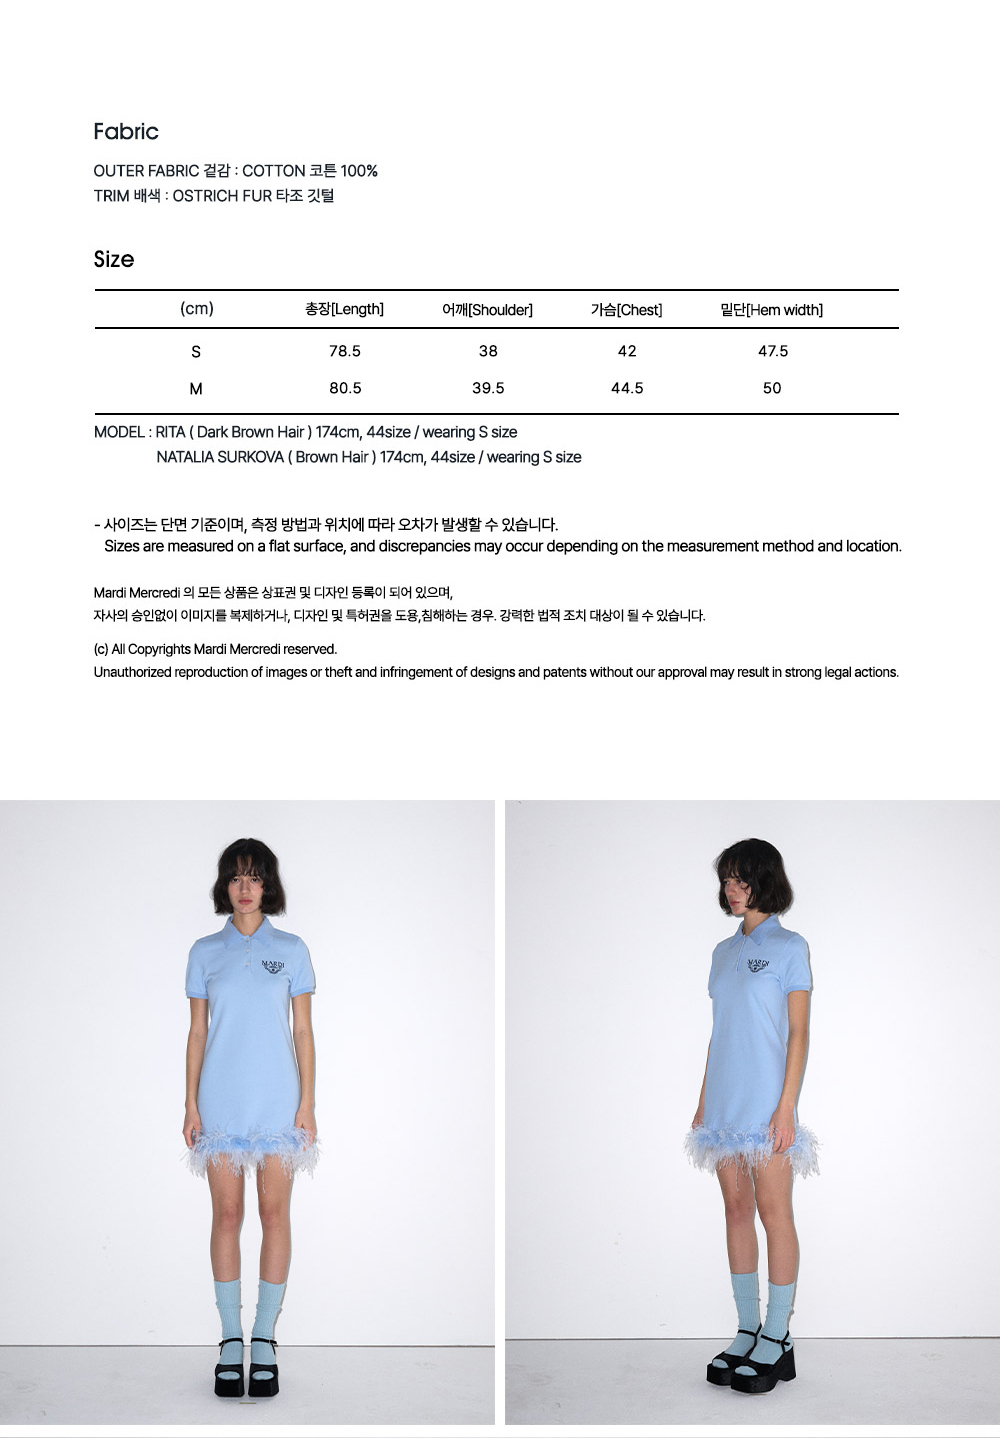 Fabric
OUTER FABRIC 겉감 : COTTON 코튼 100%
TRIM 배색 : OSTRICH FUR 타조 깃털
Size
(cm) 총장[Length] 어깨[Shoulder] 가슴[Chest] 밑단[Hem width]
S 78.5 38 42 47.5
M 80.5 39.5 44.5 50
MODEL : RITA ( Dark Brown Hair ) 174cm, 44size / wearing S size
NATALIA SURKOVA ( Brown Hair ) 174cm, 44size / wearing S size
- 사이즈는 단면 기준이며, 측정 방법과 위치에 따라 오차가 발생할 수 있습니다.
Sizes are measured on a flat surface, and discrepancies may occur depending on the measurement method and location.
Mardi Mercredi 의 모든 상품은 상표권 및 디자인 등록이 되어 있으며,
자사의 승인없이 이미지를 복제하거나, 디자인 및 특허권을 도용,침해하는 경우. 강력한 법적 조치 대상이 될 수 있습니다.
(c) All Copyrights Mardi Mercredi reserved.
Unauthorized reproduction of images or theft and infringement of designs and patents without our approval may result in strong legal actions.
MARDI
MARDI